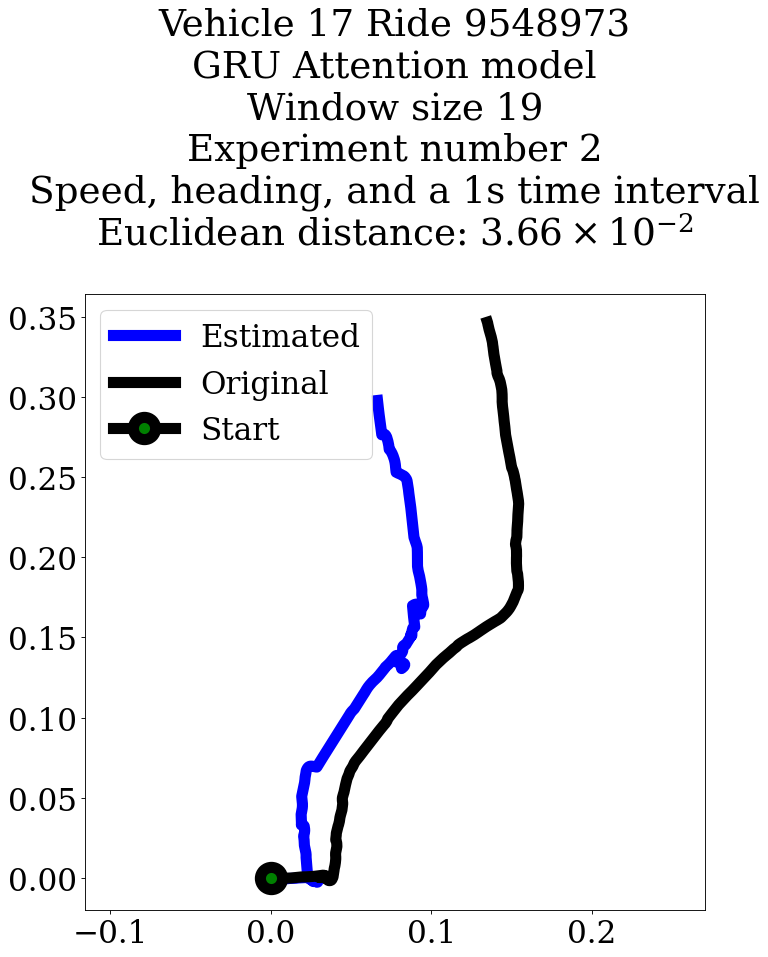 Vehicle 17 Ride 9548973
GRU Attention model
Window size 19
Experiment number 2
Speed, heading, and a 1s time interval
Euclidean distance: 3.66 × 10⁻²
Estimated
Original
Start
0.35
0.30
0.25
0.20
0.15
0.10
0.05
0.00
−0.1 0.0 0.1 0.2